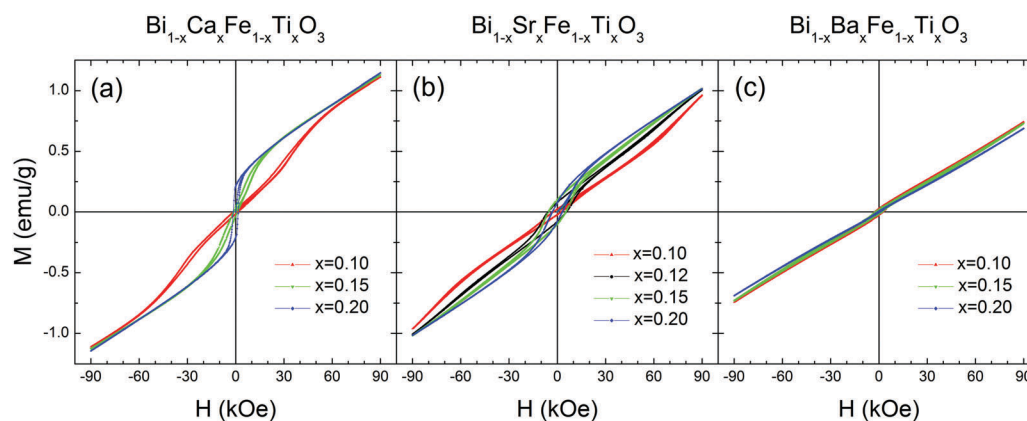 Bi₁₋ₓCaₓFe₁₋ₓTiₓO₃
Bi₁₋ₓSrₓFe₁₋ₓTiₓO₃
Bi₁₋ₓBaₓFe₁₋ₓTiₓO₃
(a)
(b)
(c)
M (emu/g)
1.0
0.5
0.0
-0.5
-1.0
x=0.10
x=0.15
x=0.20
x=0.10
x=0.12
x=0.15
x=0.20
x=0.10
x=0.15
x=0.20
-90 -60 -30 0 30 60 90
-90 -60 -30 0 30 60 90
-90 -60 -30 0 30 60 90
H (kOe)
H (kOe)
H (kOe)